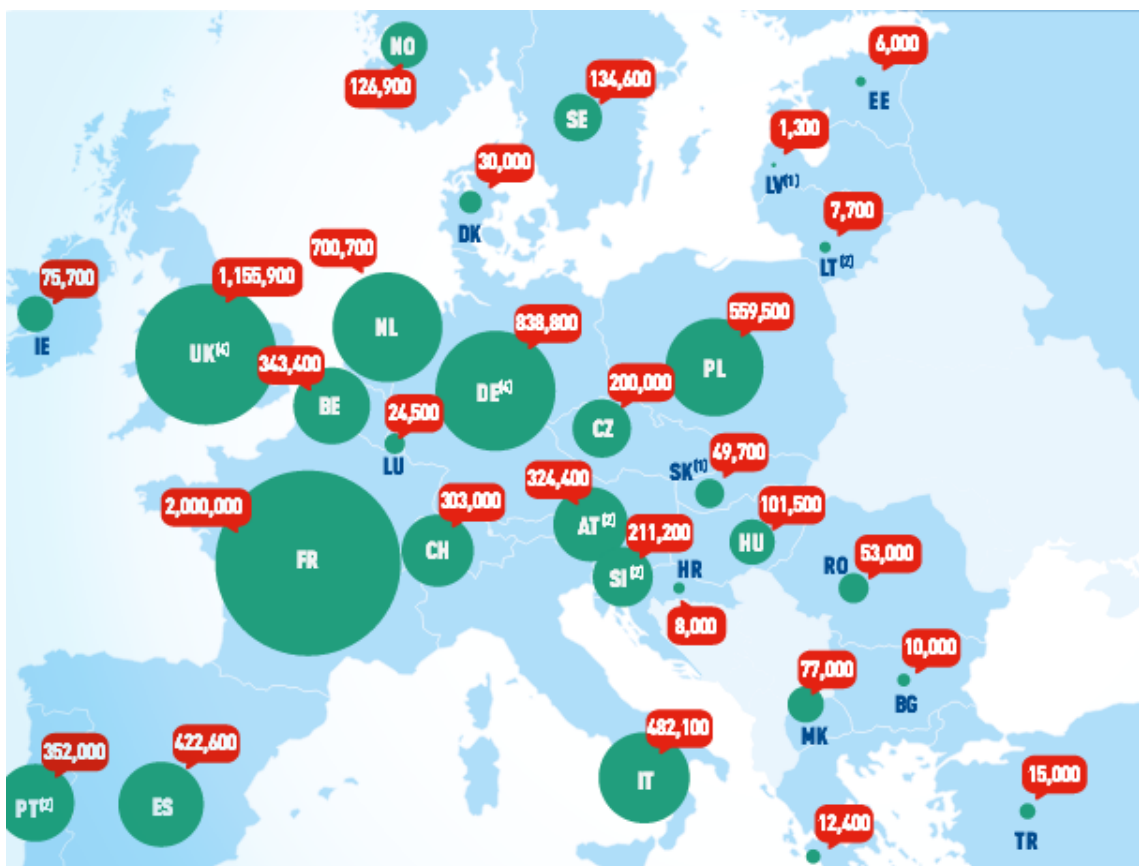 NO
126,900
134,600
SE
6,000
EE
1,300
LV(1)
7,700
LT (2)
30,000
DK
75,700
IE
1,155,900
UK(4)
700,700
NL
838,800
DE(4)
559,500
PL
343,400
BE
24,500
LU
200,000
CZ
SK(1)
49,700
2,000,000
FR
303,000
CH
324,400
AT(2)
211,200
SI (2)
101,500
HU
HR
8,000
RO
53,000
10,000
BG
77,000
MK
352,000
PT(2)
422,600
ES
482,100
IT
15,000
TR
12,400